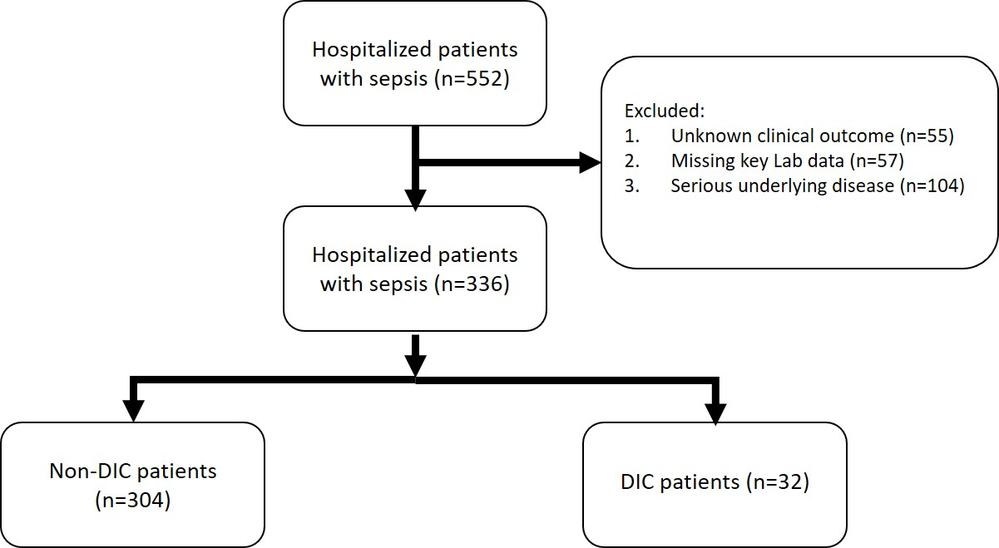 Hospitalized patients
with sepsis (n=552)
Excluded:
1. Unknown clinical outcome (n=55)
2. Missing key Lab data (n=57)
3. Serious underlying disease (n=104)
Hospitalized patients
with sepsis (n=336)
Non-DIC patients
(n=304)
DIC patients (n=32)